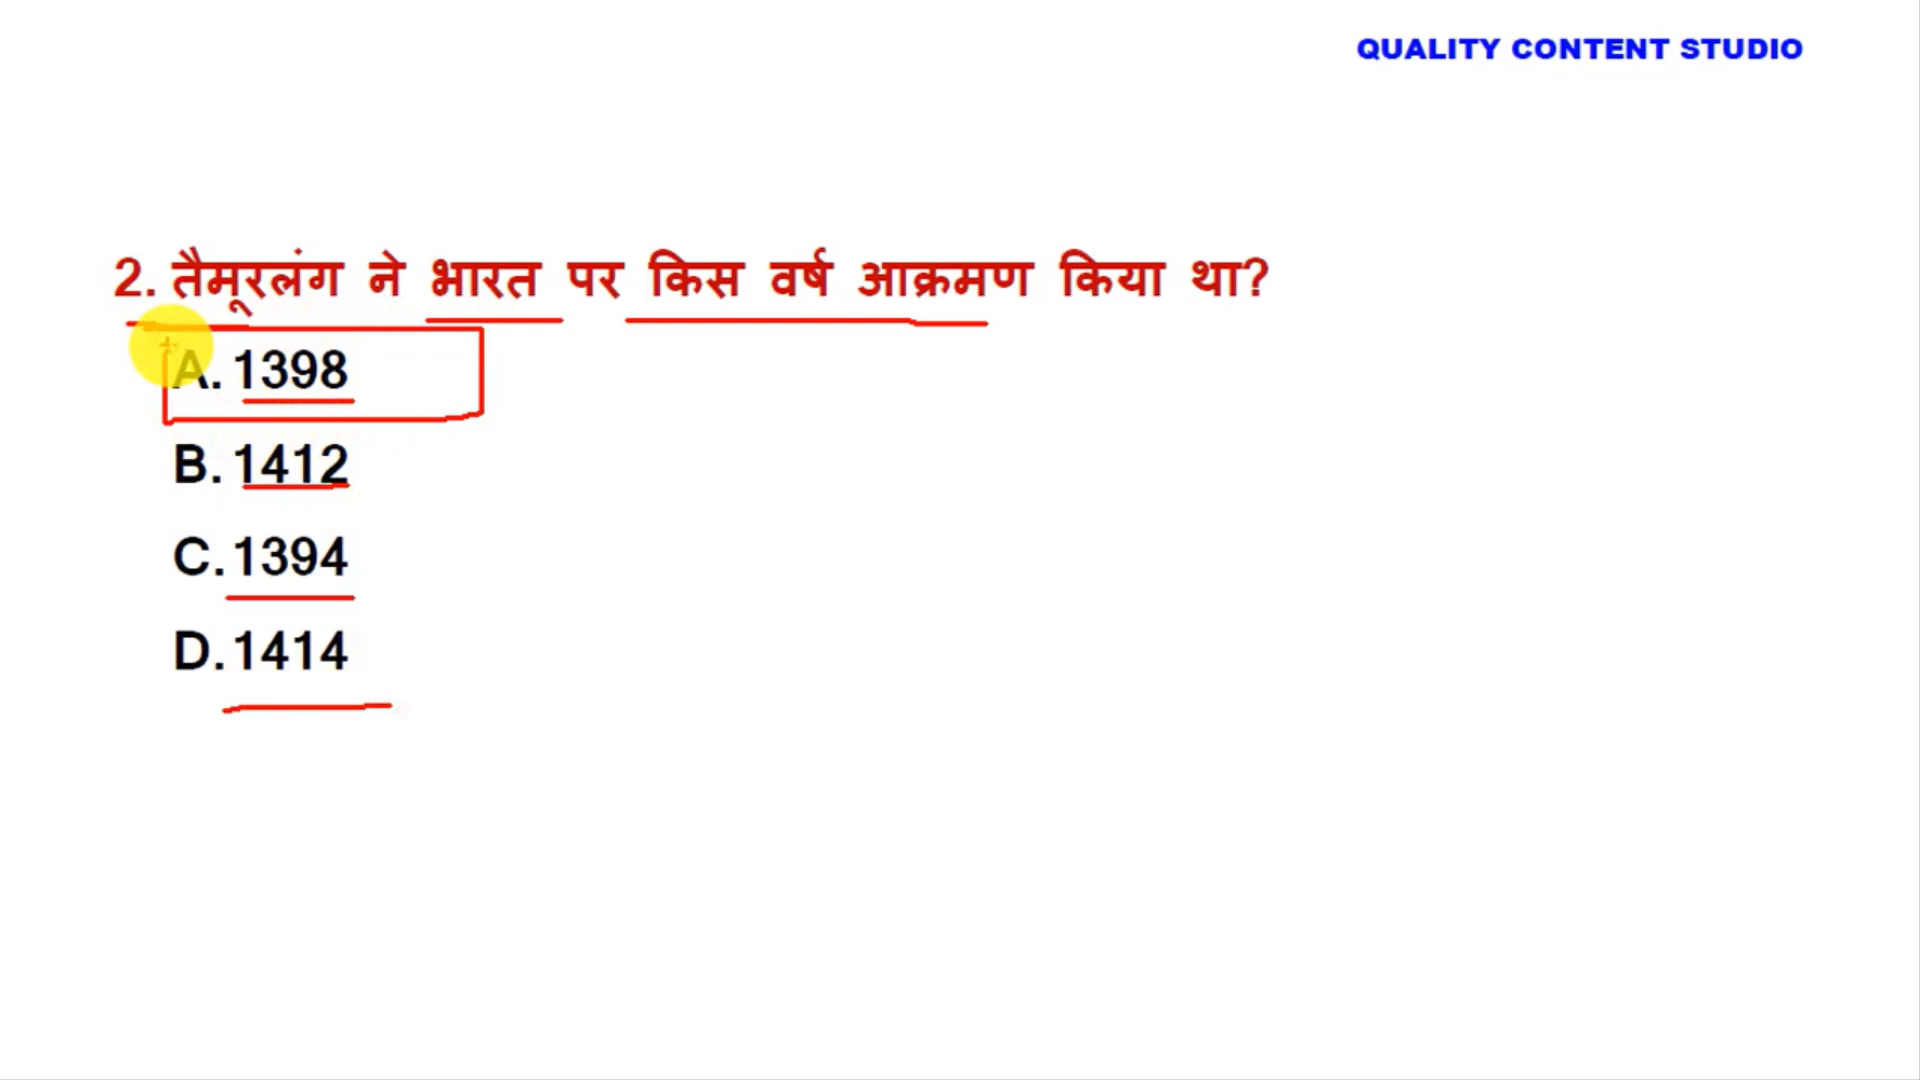 QUALITY CONTENT STUDIO
2. तैमूरलंग ने भारत पर किस वर्ष आक्रमण किया था?
A. 1398
B. 1412
C. 1394
D. 1414